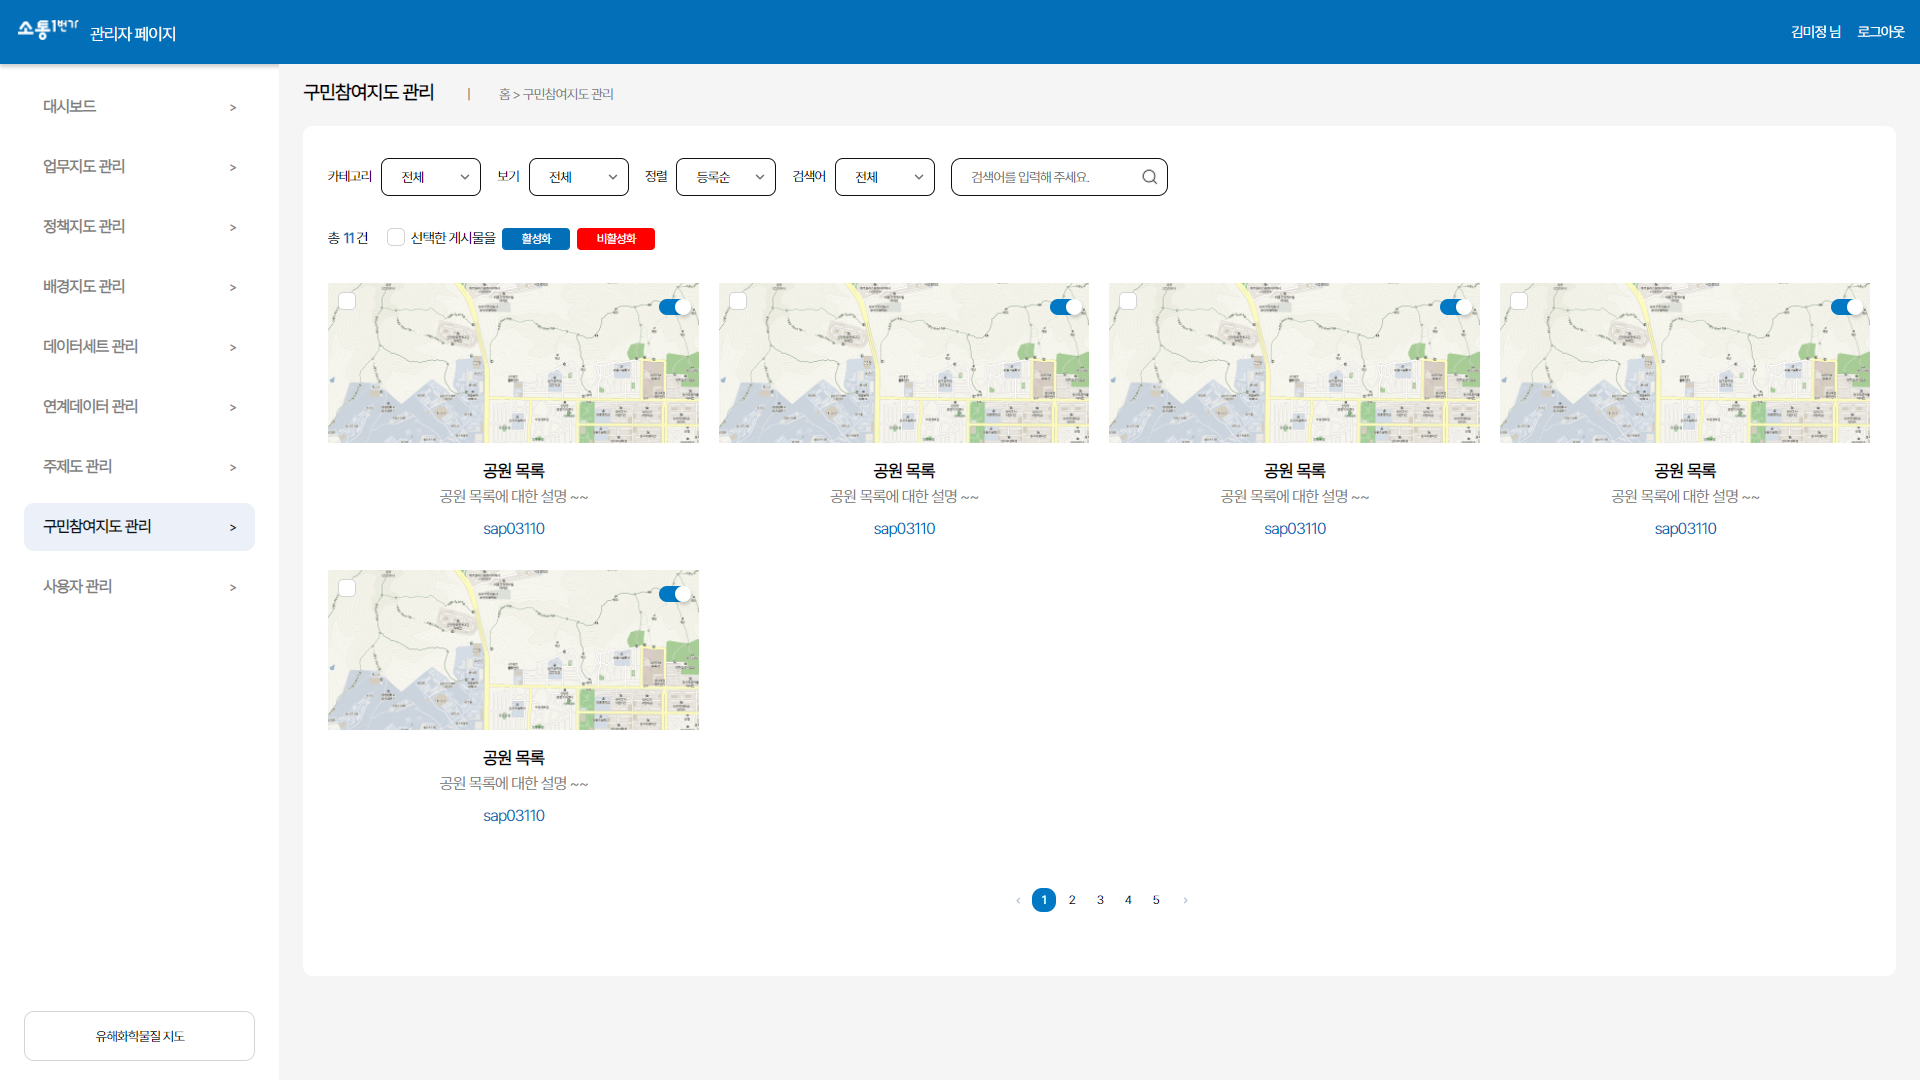 소통1번가 관리자 페이지
김미정 님 로그아웃
대시보드 >
업무지도 관리 >
정책지도 관리 >
배경지도 관리 >
데이터세트 관리 >
연계데이터 관리 >
주제도 관리 >
구민참여지도 관리 >
사용자 관리 >
유해화학물질 지도
구민참여지도 관리 | 홈 > 구민참여지도 관리
카테고리 전체 보기 전체 정렬 등록순 검색어 전체 검색어를 입력해 주세요.
총 11 건 선택한 게시물을 활성화 비활성화
공원 목록
공원 목록에 대한 설명 ~~
sap03110
공원 목록
공원 목록에 대한 설명 ~~
sap03110
공원 목록
공원 목록에 대한 설명 ~~
sap03110
공원 목록
공원 목록에 대한 설명 ~~
sap03110
공원 목록
공원 목록에 대한 설명 ~~
sap03110
‹ 1 2 3 4 5 ›